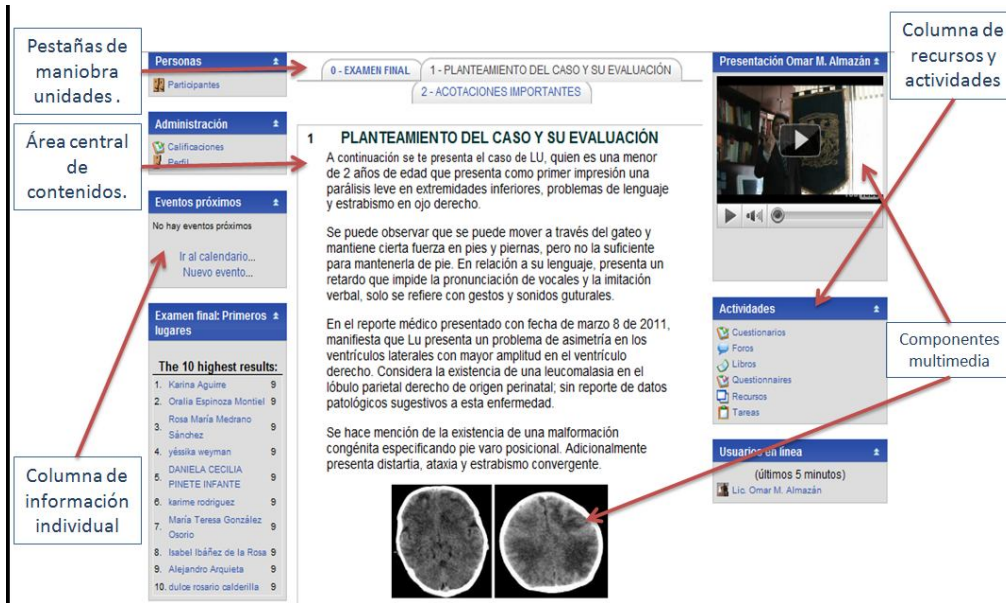 Pestañas de
maniobra
unidades .
Área central
de
contenidos.
Columna de
información
individual
Personas
Participantes
Administración
Calificaciones
Perfil
Eventos próximos
No hay eventos próximos
Ir al calendario...
Nuevo evento...
Examen final: Primeros
lugares
The 10 highest results:
1. Karina Aguirre 9
2. Oralia Espinoza Montiel 9
3. Rosa María Medrano
Sánchez 9
4. yéssika weyman 9
5. DANIELA CECILIA
PINETE INFANTE 9
6. karime rodriguez 9
7. María Teresa González
Osorio 9
8. Isabel Ibáñez de la Rosa 9
9. Alejandro Arquieta 9
10. dulce rosario calderilla 9
0 - EXAMEN FINAL
1 - PLANTEAMIENTO DEL CASO Y SU EVALUACIÓN
2 - ACOTACIONES IMPORTANTES
1 PLANTEAMIENTO DEL CASO Y SU EVALUACIÓN
A continuación se te presenta el caso de LU, quien es una menor
de 2 años de edad que presenta como primer impresión una
parálisis leve en extremidades inferiores, problemas de lenguaje
y estrabismo en ojo derecho.
Se puede observar que se puede mover a través del gateo y
mantiene cierta fuerza en pies y piernas, pero no la suficiente
para mantenerla de pie. En relación a su lenguaje, presenta un
retardo que impide la pronunciación de vocales y la imitación
verbal, solo se refiere con gestos y sonidos guturales.
En el reporte médico presentado con fecha de marzo 8 de 2011,
manifiesta que Lu presenta un problema de asimetría en los
ventrículos laterales con mayor amplitud en el ventrículo
derecho. Considera la existencia de una leucomalasia en el
lóbulo parietal derecho de origen perinatal; sin reporte de datos
patológicos sugestivos a esta enfermedad.
Se hace mención de la existencia de una malformación
congénita especificando pie varo posicional. Adicionalmente
presenta distartia, ataxia y estrabismo convergente.
Presentación Omar M. Almazán
Actividades
Cuestionarios
Foros
Libros
Questionnaires
Recursos
Tareas
Usuarios en línea
(últimos 5 minutos)
Lic. Omar M. Almazán
Columna de
recursos y
actividades
Componentes
multimedia